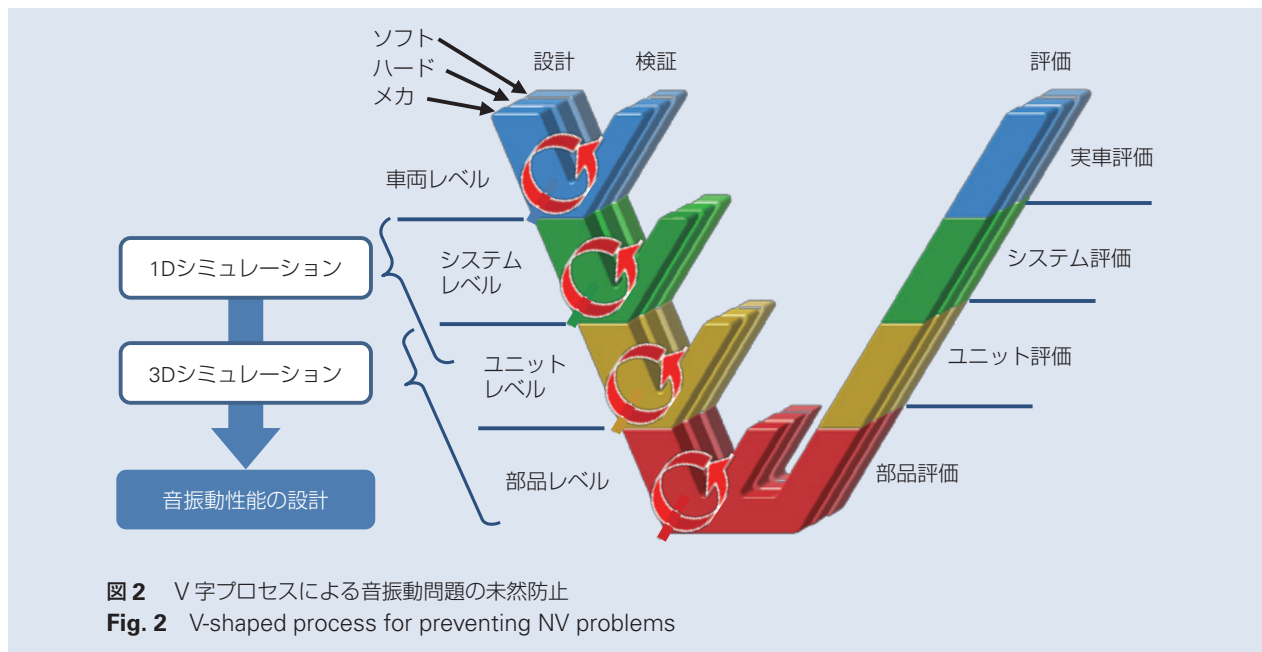 ソフト
ハード
メカ
設計
検証
評価
車両レベル
実車評価
1Dシミュレーション
システム
レベル
システム評価
3Dシミュレーション
ユニット
レベル
ユニット評価
音振動性能の設計
部品レベル
部品評価
図2 V字プロセスによる音振動問題の未然防止
Fig. 2 V-shaped process for preventing NV problems